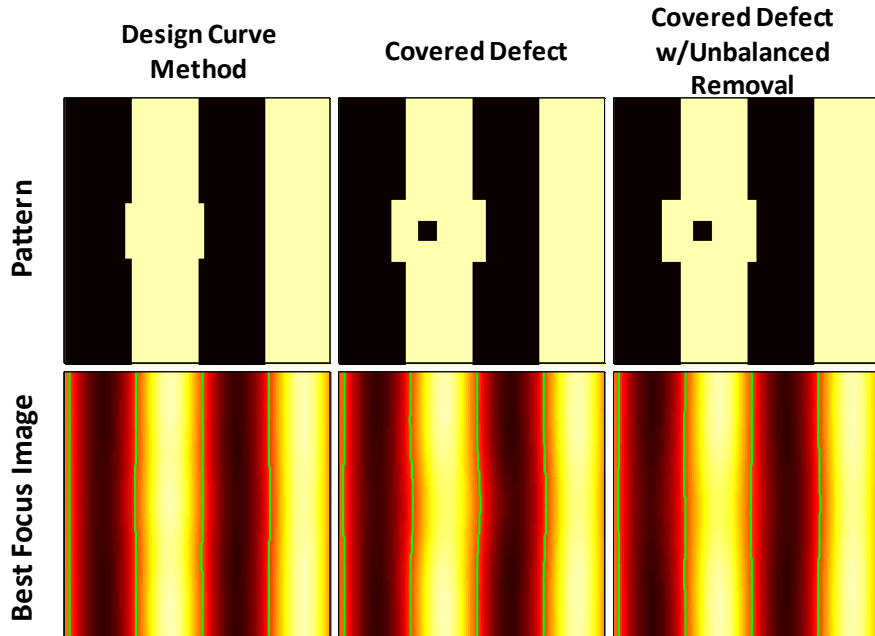 Design Curve
Method
Covered Defect
Covered Defect
w/Unbalanced
Removal
Pattern
Best Focus Image